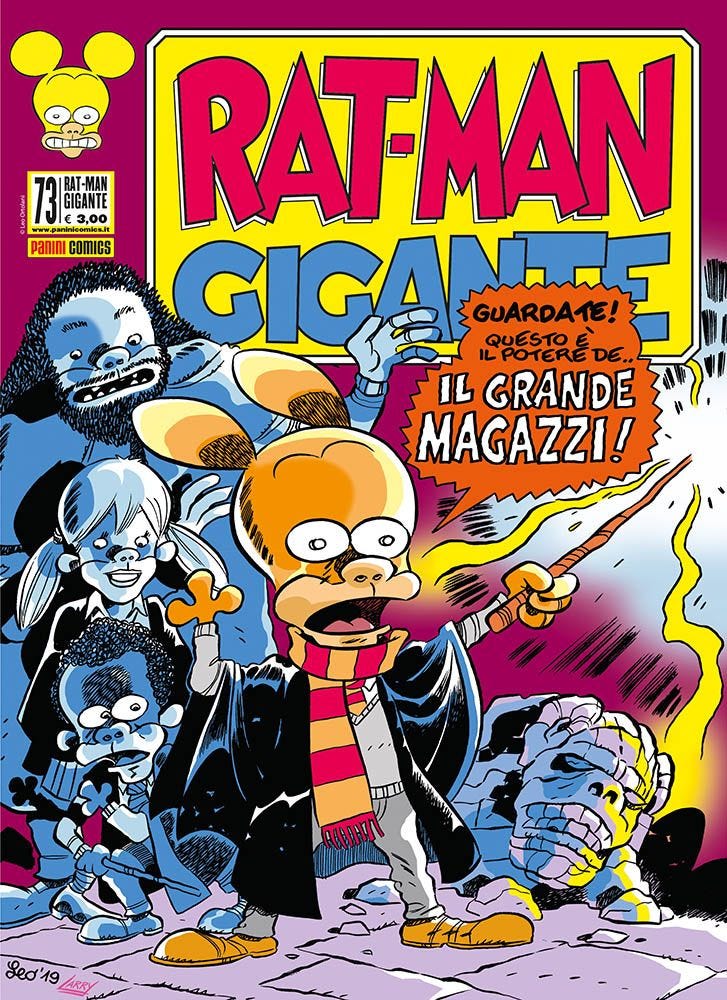 RAT-MAN
GIGANTE
73
RAT-MAN
GIGANTE
€ 3,00
www.paninicomics.it
PANINI COMICS
© Leo Ortolani
GUARDATE!
QUESTO È
IL POTERE DE..
IL GRANDE
MAGAZZI!
Leo '19
LARRY